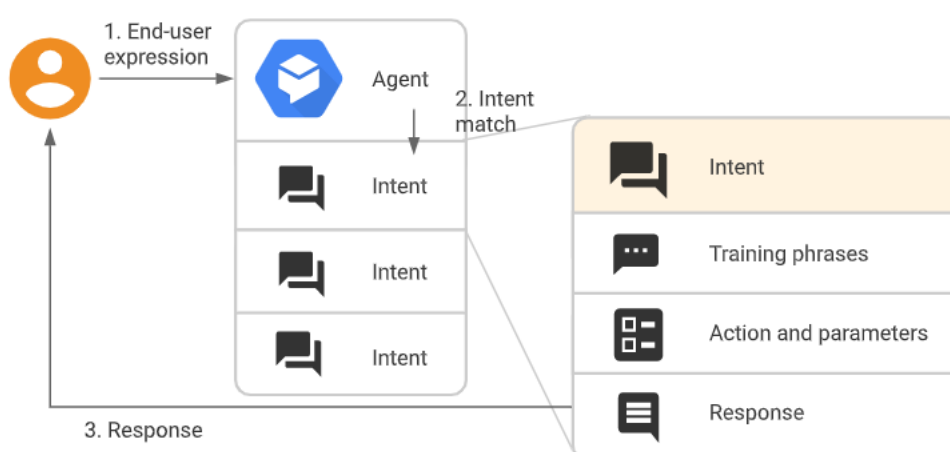 1. End-user
expression
Agent
2. Intent
match
Intent
Intent
Intent
Intent
Training phrases
Action and parameters
Response
3. Response